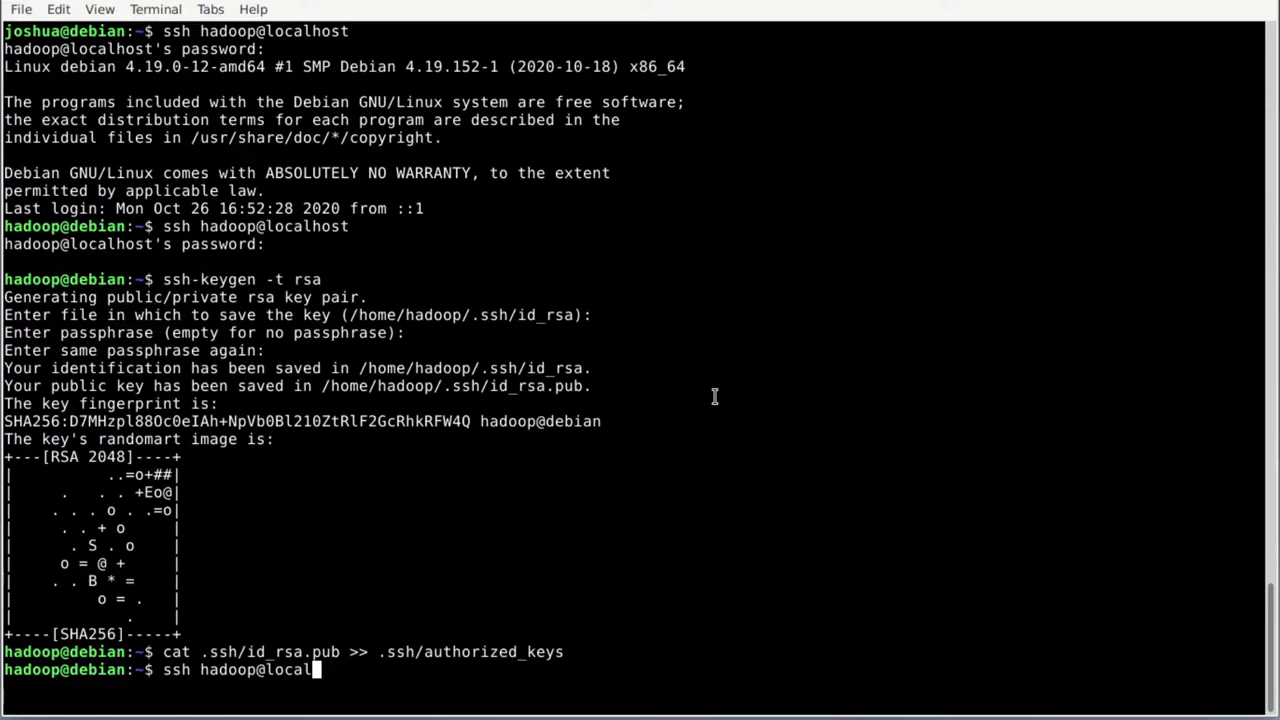 File Edit View Terminal Tabs Help
joshua@debian:~$ ssh hadoop@localhost
hadoop@localhost's password:
Linux debian 4.19.0-12-amd64 #1 SMP Debian 4.19.152-1 (2020-10-18) x86_64
The programs included with the Debian GNU/Linux system are free software;
the exact distribution terms for each program are described in the
individual files in /usr/share/doc/*/copyright.
Debian GNU/Linux comes with ABSOLUTELY NO WARRANTY, to the extent
permitted by applicable law.
Last login: Mon Oct 26 16:52:28 2020 from ::1
hadoop@debian:~$ ssh hadoop@localhost
hadoop@localhost's password:
hadoop@debian:~$ ssh-keygen -t rsa
Generating public/private rsa key pair.
Enter file in which to save the key (/home/hadoop/.ssh/id_rsa):
Enter passphrase (empty for no passphrase):
Enter same passphrase again:
Your identification has been saved in /home/hadoop/.ssh/id_rsa.
Your public key has been saved in /home/hadoop/.ssh/id_rsa.pub.
The key fingerprint is:
SHA256:D7MHzpl88Oc0eIAh+NpVb0Bl210ZtRlF2GcRhkRFW4Q hadoop@debian
The key's randomart image is:
+---[RSA 2048]----+
|          ..=o+##|
|     .   . . +Eo@|
|    . . . o . .=o|
|     . . + o     |
|      . S . o    |
|     o = @ +     |
|    . . B * =    |
|         o = .   |
|            .    |
+----[SHA256]-----+
hadoop@debian:~$ cat .ssh/id_rsa.pub >> .ssh/authorized_keys
hadoop@debian:~$ ssh hadoop@local